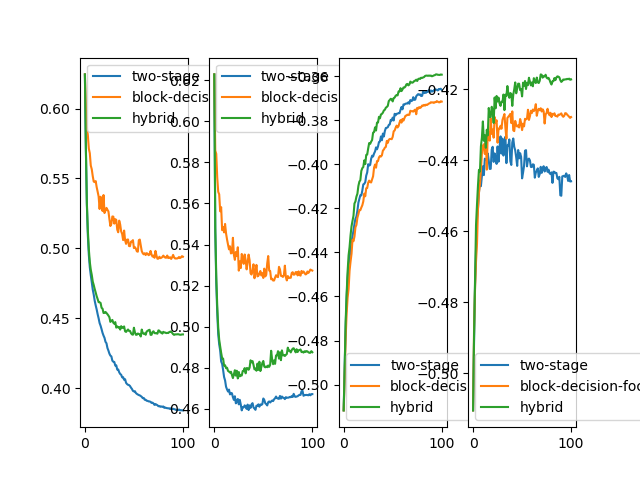 0.60
0.55
0.50
0.45
0.40
0 100
two-stage
block-decis
hybrid
0.62
0.60
0.58
0.56
0.54
0.52
0.50
0.48
0.46
0 100
two-stage
block-decis
hybrid
−0.36
−0.38
−0.40
−0.42
−0.44
−0.46
−0.48
−0.50
0 100
two-stage
block-decis
hybrid
−0.42
−0.44
−0.46
−0.48
−0.50
0 100
two-stage
block-decision-foc
hybrid